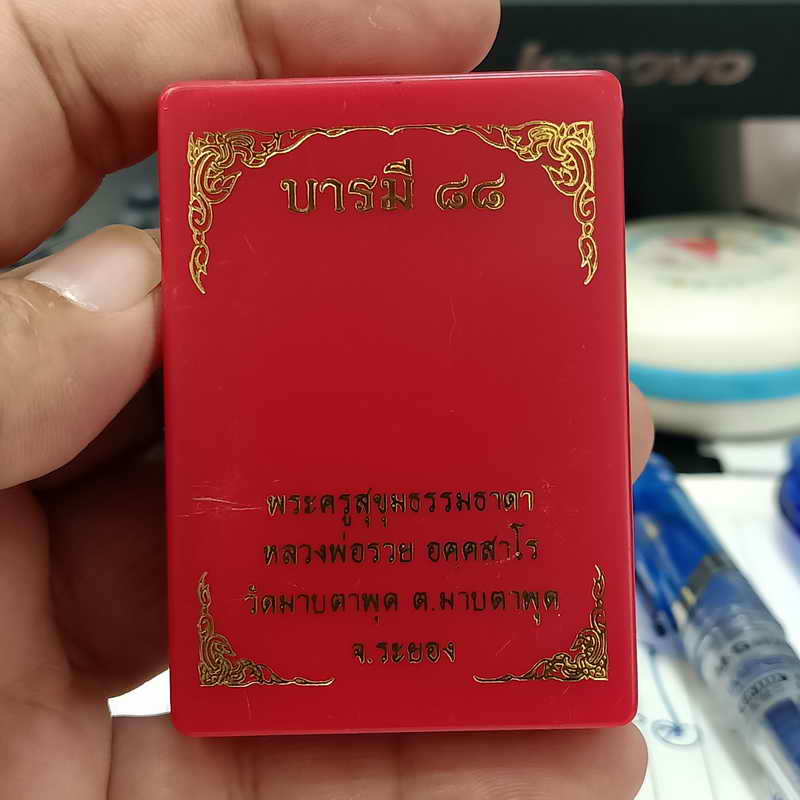 lenovo
บารมี ๘๘
พระครูสุขุมธรรมธาดา
หลวงพ่อรวย อคคสาโร
วัดมาบตาพุด ต.มาบตาพุด
จ.ระยอง